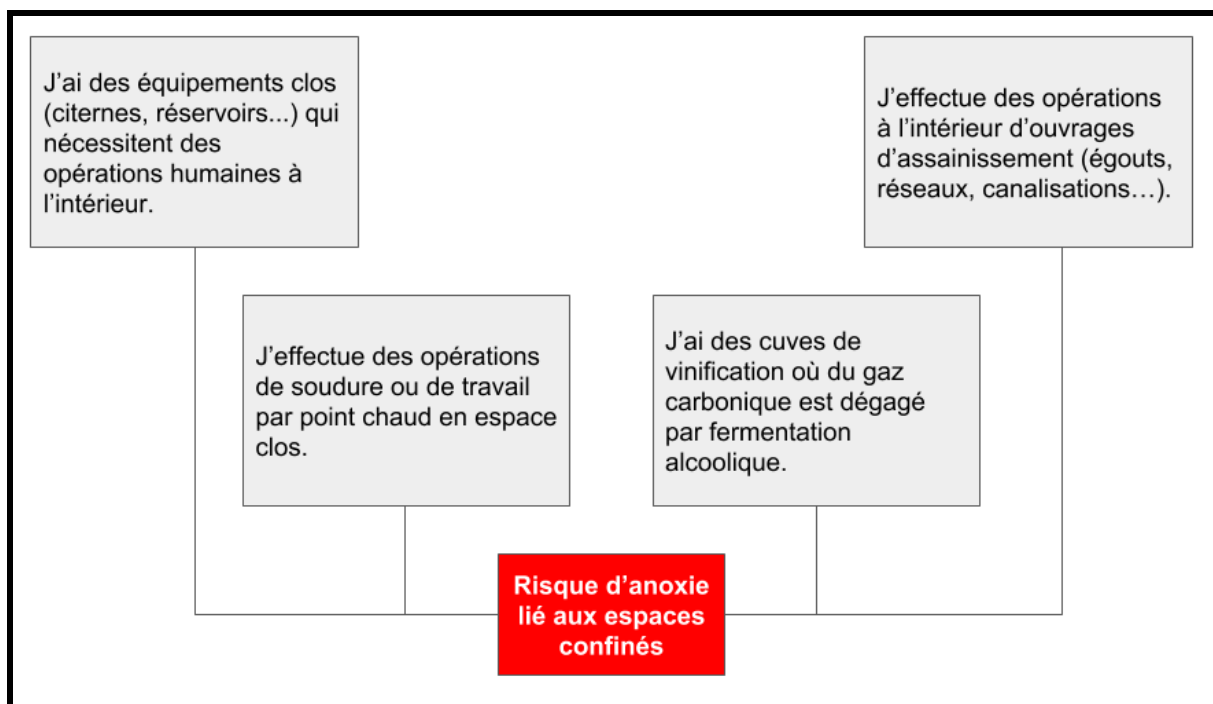 J’ai des équipements clos
(citernes, réservoirs...) qui
nécessitent des
opérations humaines à
l’intérieur.
J’effectue des opérations
à l’intérieur d’ouvrages
d’assainissement (égouts,
réseaux, canalisations…).
J’effectue des opérations
de soudure ou de travail
par point chaud en espace
clos.
J’ai des cuves de
vinification où du gaz
carbonique est dégagé
par fermentation
alcoolique.
Risque d’anoxie
lié aux espaces
confinés